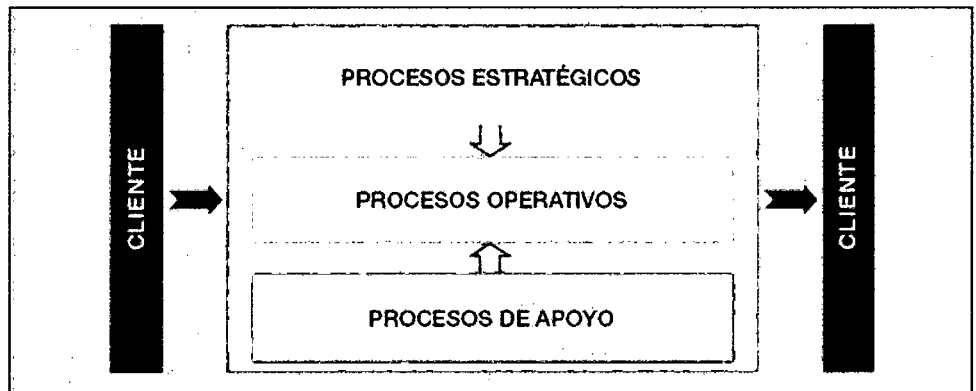 CLIENTE
PROCESOS ESTRATÉGICOS
PROCESOS OPERATIVOS
PROCESOS DE APOYO
CLIENTE